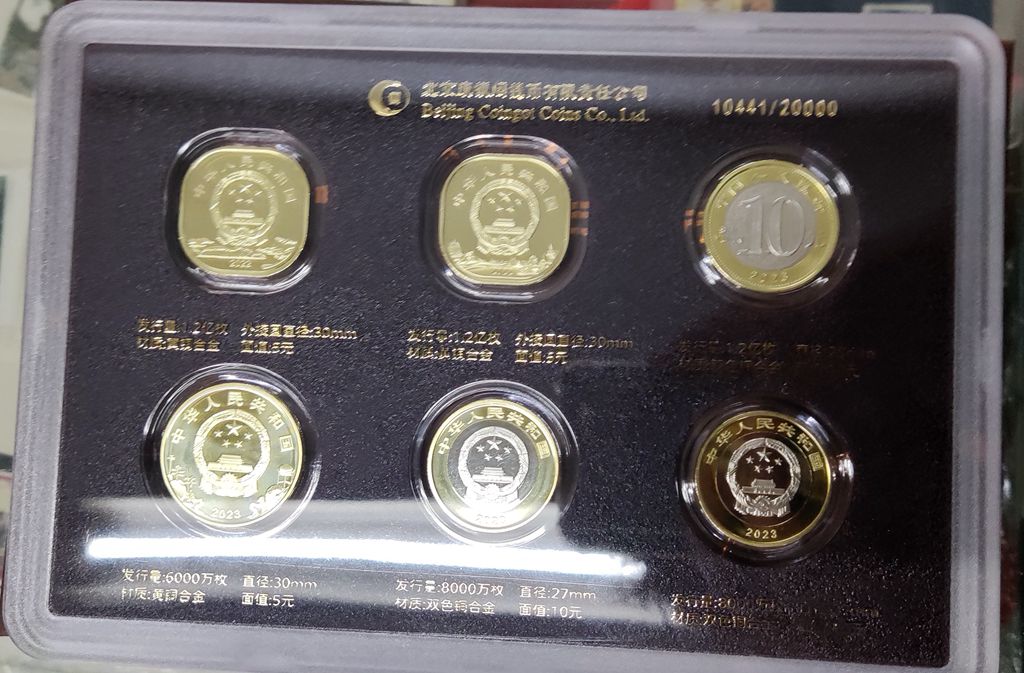 北京康银阁钱币有限责任公司
Beijing Coingot Coins Co., Ltd.
10441/20000
中华人民共和国
中华人民共和国
10
2023
发行量:1.2亿枚 外接圆直径:30mm
材质:黄铜合金 面值:5元
发行量:1.2亿枚 外接圆直径:30mm
材质:黄铜合金 面值:5元
中华人民共和国
2023
中华人民共和国
中华人民共和国
2023
发行量:6000万枚 直径:30mm
材质:黄铜合金 面值:5元
发行量:8000万枚 直径:27mm
材质:双色铜合金 面值:10元
材质:双色铜合金